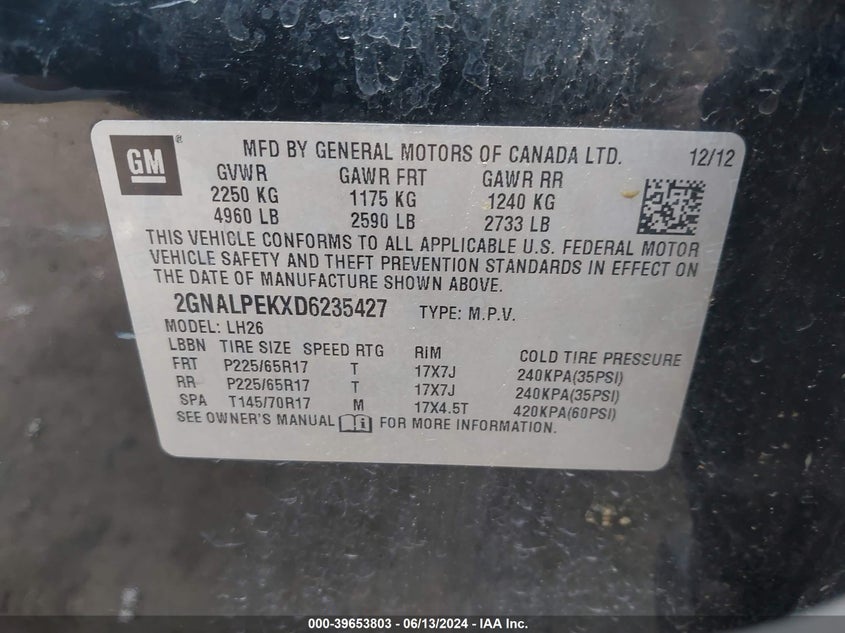 GM ® MFD BY GENERAL MOTORS OF CANADA LTD. 12/12
GVWR GAWR FRT GAWR RR
2250 KG 1175 KG 1240 KG
4960 LB 2590 LB 2733 LB
THIS VEHICLE CONFORMS TO ALL APPLICABLE U.S. FEDERAL MOTOR
VEHICLE SAFETY AND THEFT PREVENTION STANDARDS IN EFFECT ON
THE DATE OF MANUFACTURE SHOWN ABOVE.
2GNALPEKXD6235427 TYPE: M.P.V.
MODEL: LH26
LBBN TIRE SIZE SPEED RTG RIM COLD TIRE PRESSURE
FRT P225/65R17 T 17X7J 240KPA(35PSI)
RR P225/65R17 T 17X7J 240KPA(35PSI)
SPA T145/70R17 M 17X4.5T 420KPA(60PSI)
SEE OWNER'S MANUAL FOR MORE INFORMATION.
000-39653803 - 06/13/2024 - IAA Inc.